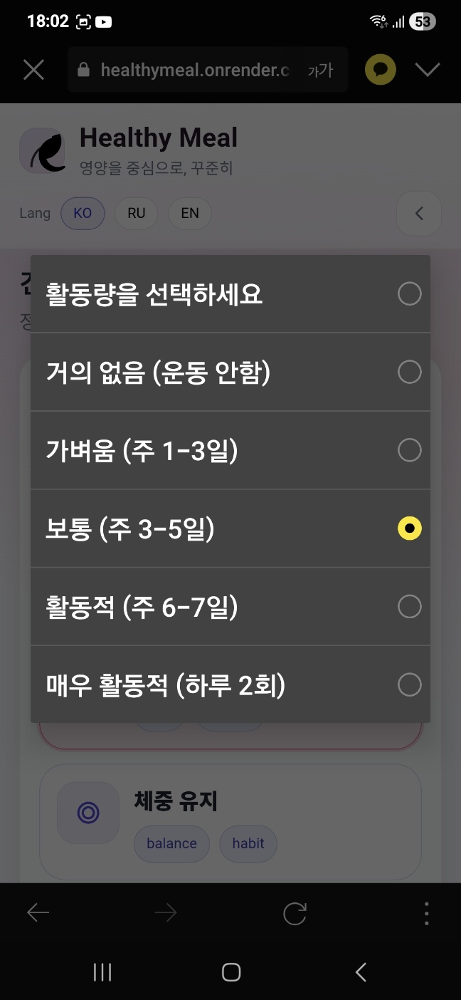 18:02
53
healthymeal.onrender.c
가가
Healthy Meal
영양을 중심으로, 꾸준히
Lang
KO
RU
EN
활동량을 선택하세요
거의 없음 (운동 안함)
가벼움 (주 1–3일)
보통 (주 3–5일)
활동적 (주 6–7일)
매우 활동적 (하루 2회)
체중 유지
balance
habit